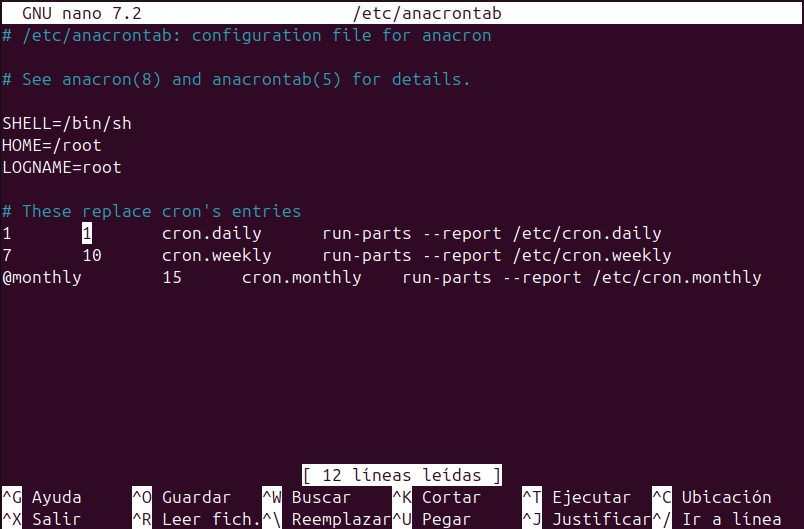 GNU nano 7.2 /etc/anacrontab
# /etc/anacrontab: configuration file for anacron
# See anacron(8) and anacrontab(5) for details.
SHELL=/bin/sh
HOME=/root
LOGNAME=root
# These replace cron's entries
1 1 cron.daily run-parts --report /etc/cron.daily
7 10 cron.weekly run-parts --report /etc/cron.weekly
@monthly 15 cron.monthly run-parts --report /etc/cron.monthly
[ 12 líneas leídas ]
^G Ayuda ^O Guardar ^W Buscar ^K Cortar ^T Ejecutar ^C Ubicación
^X Salir ^R Leer fich. ^\ Reemplazar ^U Pegar ^J Justificar ^/ Ir a línea